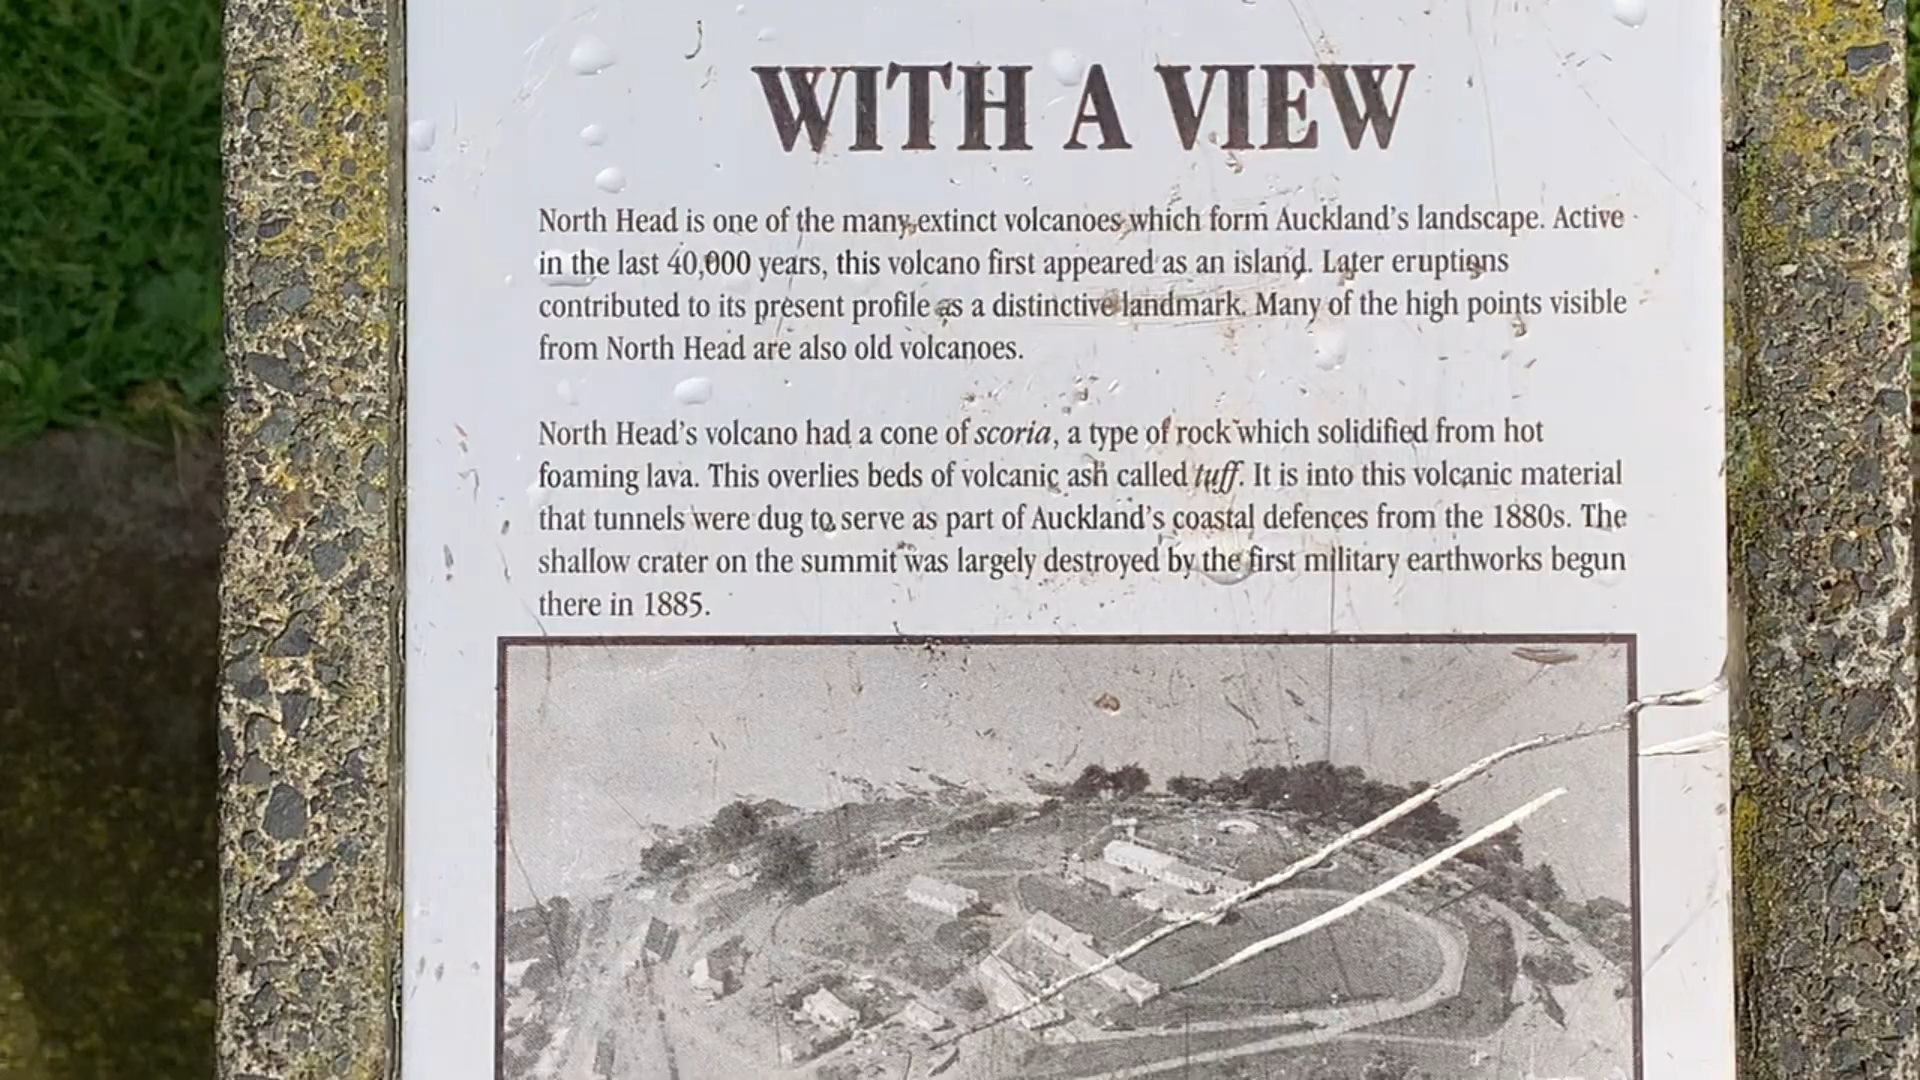 WITH A VIEW
North Head is one of the many extinct volcanoes which form Auckland's landscape. Active
in the last 40,000 years, this volcano first appeared as an island. Later eruptions
contributed to its present profile as a distinctive landmark. Many of the high points visible
from North Head are also old volcanoes.
North Head's volcano had a cone of scoria, a type of rock which solidified from hot
foaming lava. This overlies beds of volcanic ash called tuff. It is into this volcanic material
that tunnels were dug to serve as part of Auckland's coastal defences from the 1880s. The
shallow crater on the summit was largely destroyed by the first military earthworks begun
there in 1885.